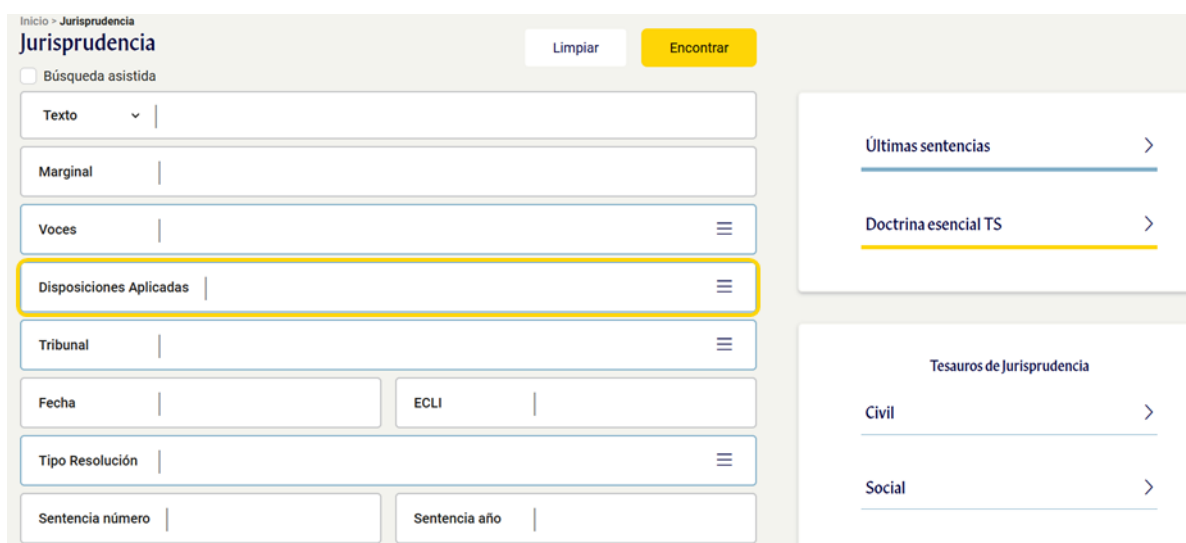 Inicio > Jurisprudencia
Jurisprudencia
Limpiar
Encontrar
Búsqueda asistida
Texto
Marginal
Voces
Disposiciones Aplicadas
Tribunal
Fecha
ECLI
Tipo Resolución
Sentencia número
Sentencia año
Últimas sentencias
Doctrina esencial TS
Tesauros de Jurisprudencia
Civil
Social